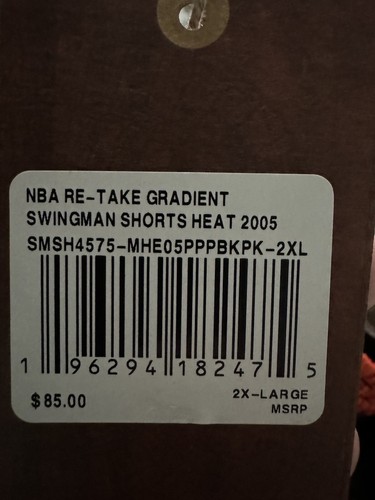 NBA RE-TAKE GRADIENT
SWINGMAN SHORTS HEAT 2005
SMSH4575-MHE05PPPBKPK-2XL
1 96294 18247 5
$85.00
2X-LARGE
MSRP